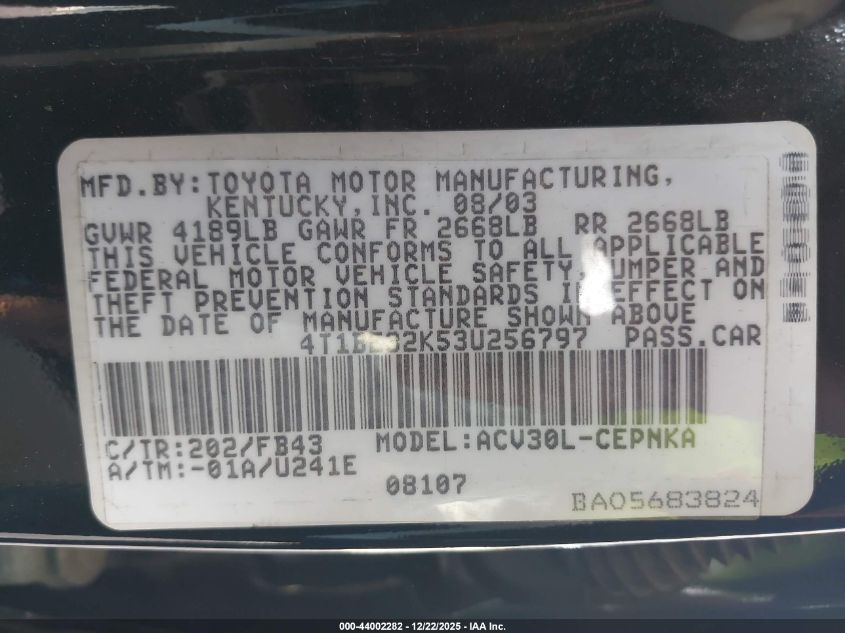 MFD.BY:TOYOTA MOTOR MANUFACTURING,
KENTUCKY,INC. 08/03
GVWR 4189LB GAWR FR 2668LB RR 2668LB
THIS VEHICLE CONFORMS TO ALL APPLICABLE
FEDERAL MOTOR VEHICLE SAFETY, AND
THEFT PREVENTION STANDARDS EFFECT ON
THE DATE OF MANUFACTURE SHOWN ABOVE
PASS.CAR
C/TR:202/FB43 MODEL:ACV30L-CEPNKA
A/TM:-01A/U241E
08107
BA05683824
000-44002282 - 12/22/2025 - IAA Inc.